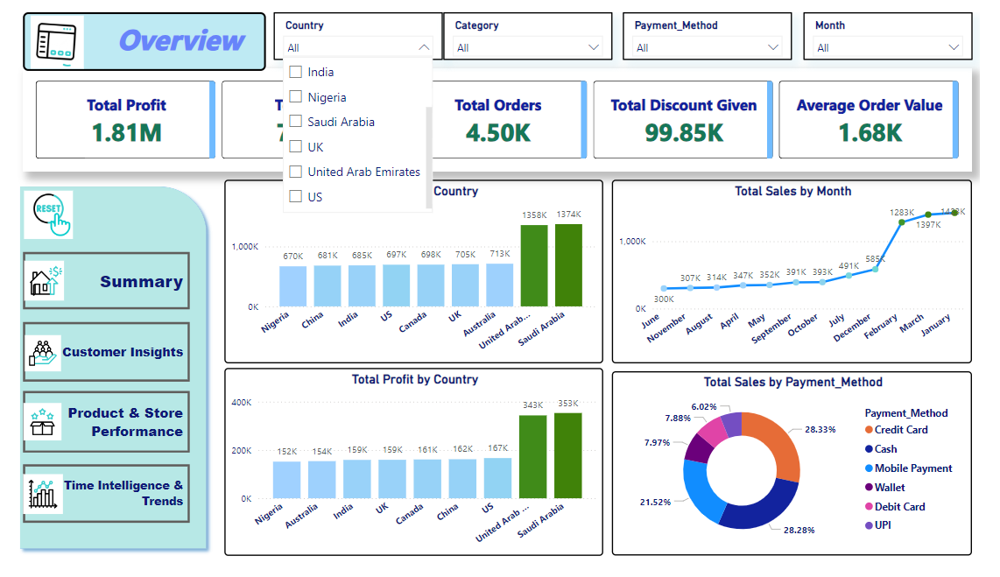 Overview
Country
All
Category
All
Payment_Method
All
Month
All
India
Nigeria
Saudi Arabia
UK
United Arab Emirates
US
Total Profit
1.81M
Total Orders
4.50K
Total Discount Given
99.85K
Average Order Value
1.68K
RESET
Summary
Customer Insights
Product & Store
Performance
Time Intelligence &
Trends
Country
1,000K
0K
670K
681K
685K
697K
698K
705K
713K
1358K
1374K
Nigeria
China
India
US
Canada
UK
Australia
United Arab...
Saudi Arabia
Total Sales by Month
1,000K
0K
300K
307K
314K
347K
352K
391K
393K
491K
585K
1283K
1397K
June
November
August
April
May
September
October
July
December
February
March
January
Total Profit by Country
400K
200K
0K
152K
154K
159K
159K
161K
162K
167K
343K
353K
Nigeria
Australia
India
UK
Canada
China
US
United Arab ...
Saudi Arabia
Total Sales by Payment_Method
6.02%
7.88%
7.97%
21.52%
28.33%
28.28%
Payment_Method
Credit Card
Cash
Mobile Payment
Wallet
Debit Card
UPI